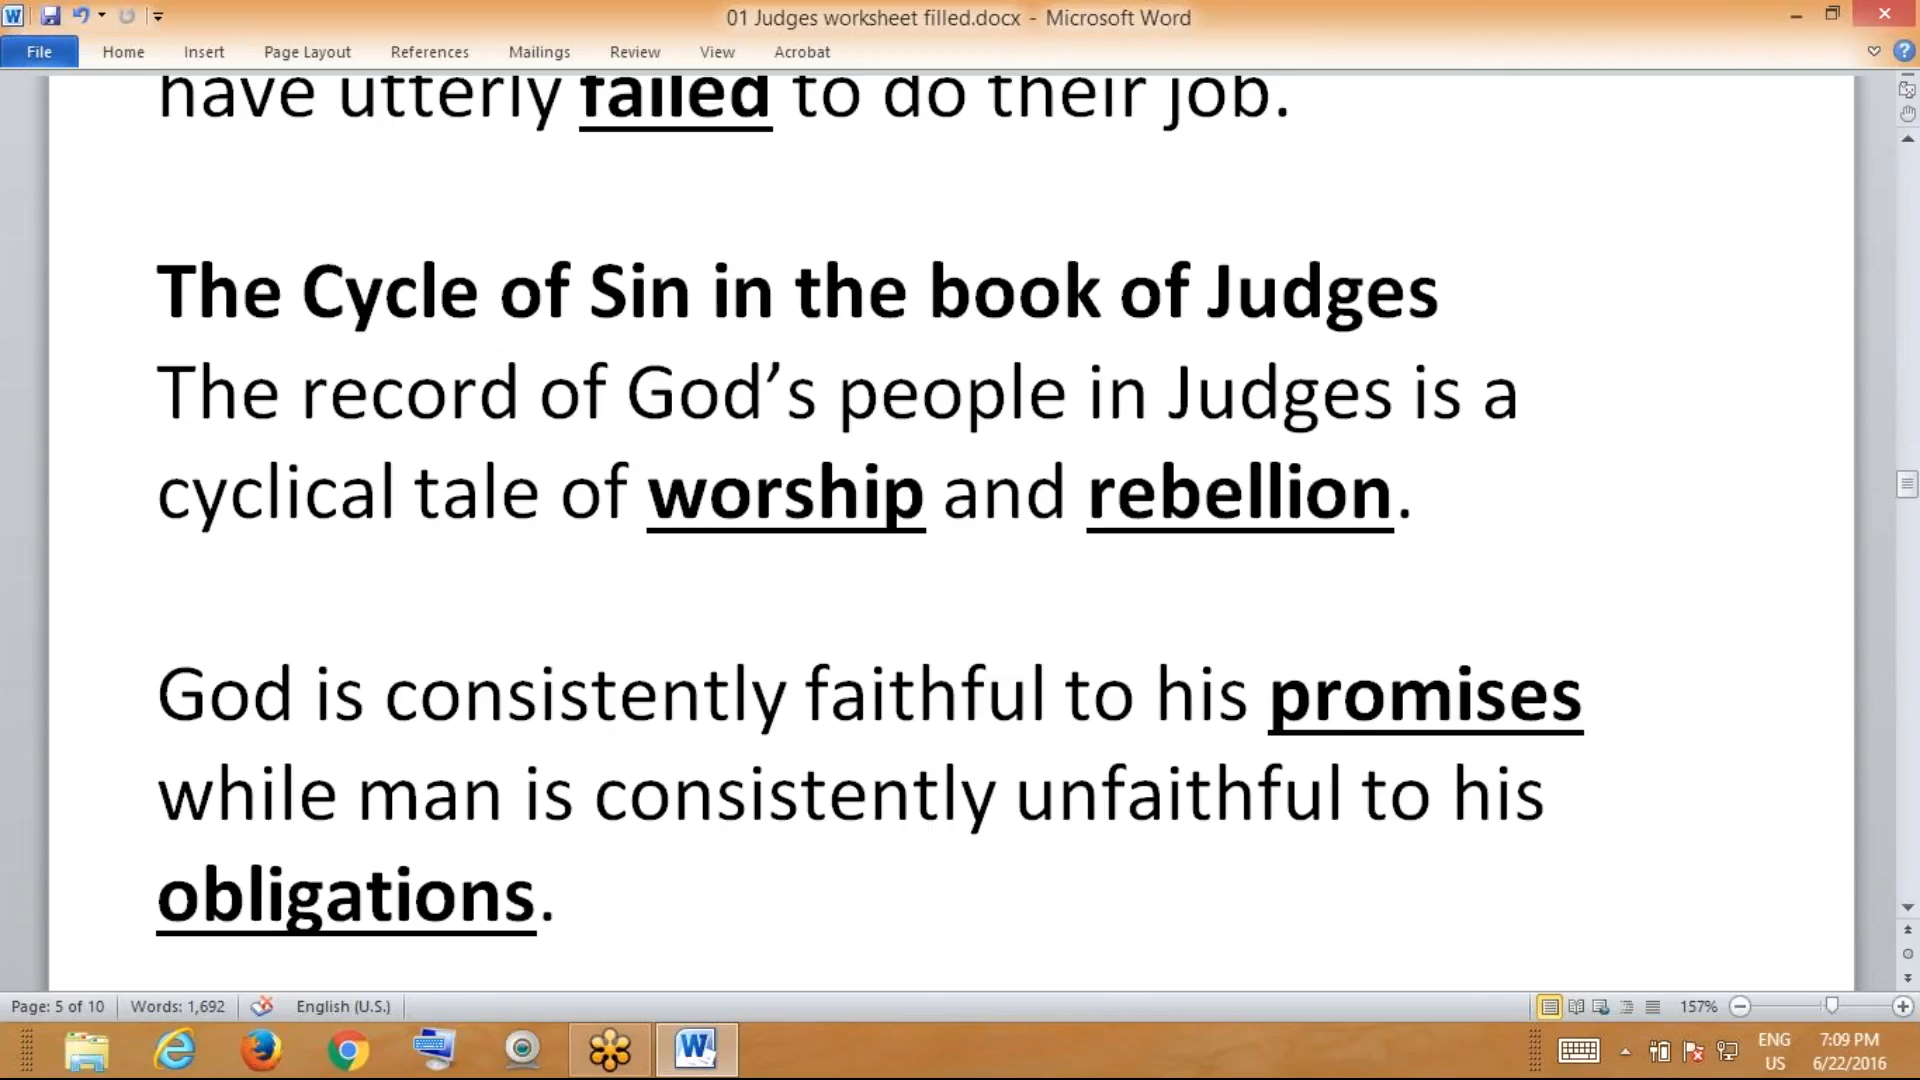 01 Judges worksheet filled.docx - Microsoft Word
File Home Insert Page Layout References Mailings Review View Acrobat
have utterly failed to do their job.
The Cycle of Sin in the book of Judges
The record of God’s people in Judges is a
cyclical tale of worship and rebellion.
God is consistently faithful to his promises
while man is consistently unfaithful to his
obligations.
Page: 5 of 10 Words: 1,692 English (U.S.) 157%
ENG 7:09 PM
US 6/22/2016